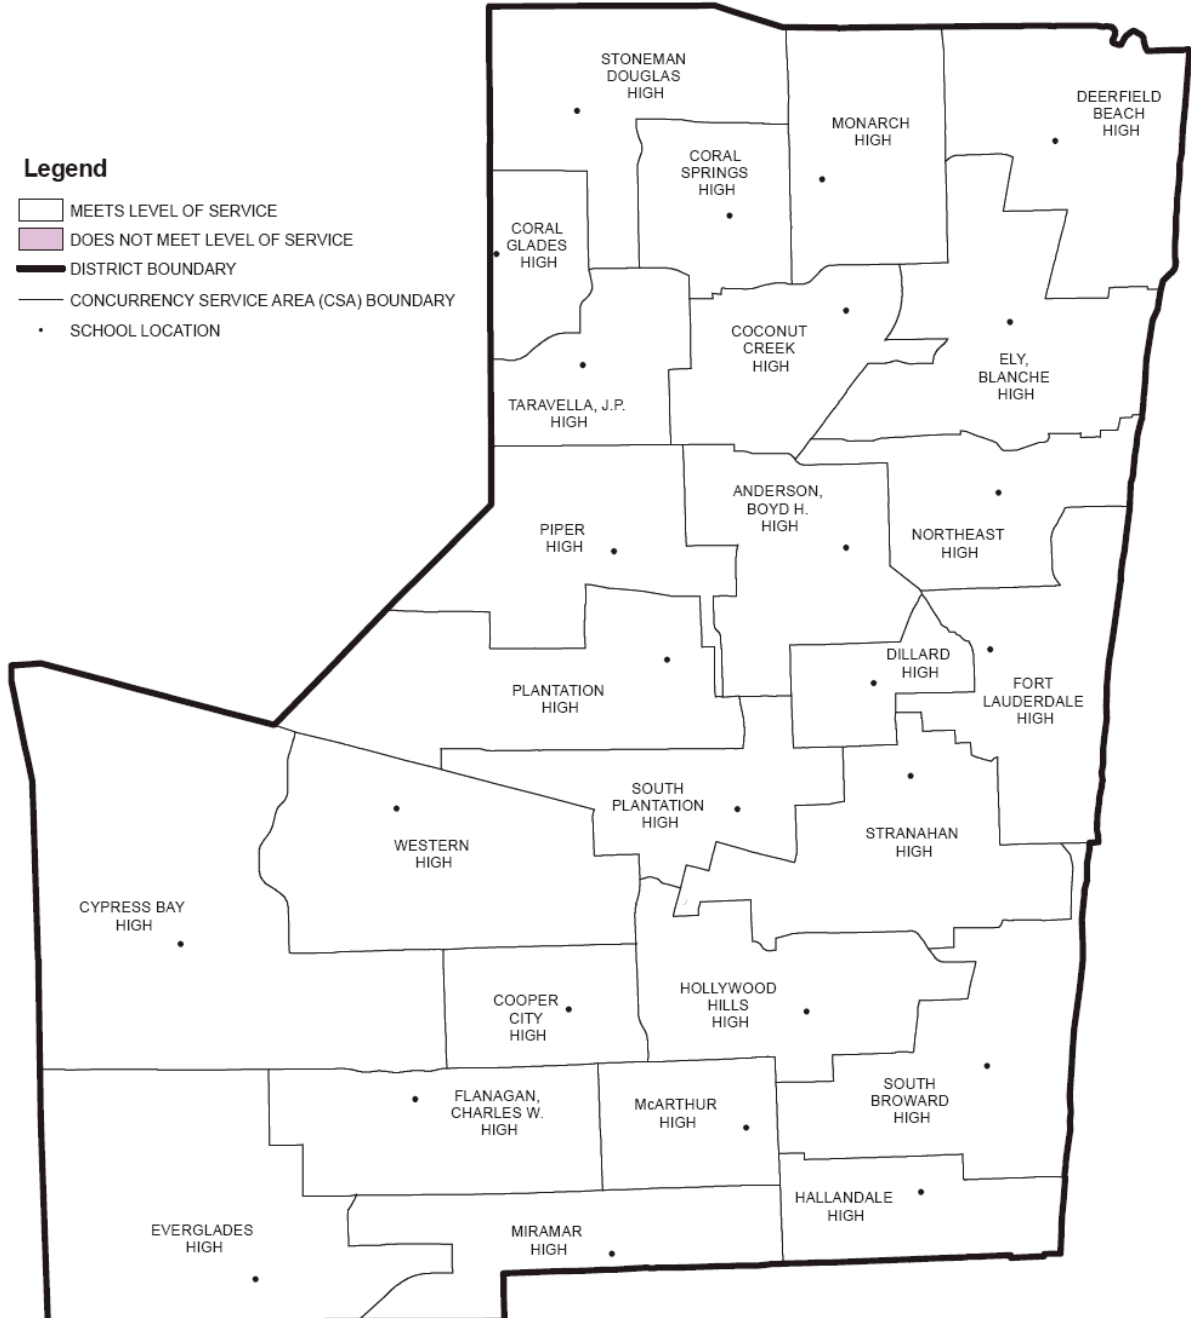 STONEMAN
DOUGLAS
HIGH
DEERFIELD
BEACH
HIGH
MONARCH
HIGH
CORAL
SPRINGS
HIGH
Legend
MEETS LEVEL OF SERVICE
DOES NOT MEET LEVEL OF SERVICE
DISTRICT BOUNDARY
CONCURRENCY SERVICE AREA (CSA) BOUNDARY
SCHOOL LOCATION
CORAL
GLADES
HIGH
COCONUT
CREEK
HIGH
ELY,
BLANCHE
HIGH
TARAVELLA, J.P.
HIGH
ANDERSON,
BOYD H.
HIGH
PIPER
HIGH
NORTHEAST
HIGH
DILLARD
HIGH
PLANTATION
HIGH
FORT
LAUDERDALE
HIGH
SOUTH
PLANTATION
HIGH
STRANAHAN
HIGH
WESTERN
HIGH
CYPRESS BAY
HIGH
COOPER
CITY
HIGH
HOLLYWOOD
HILLS
HIGH
FLANAGAN,
CHARLES W.
HIGH
McARTHUR
HIGH
SOUTH
BROWARD
HIGH
HALLANDALE
HIGH
EVERGLADES
HIGH
MIRAMAR
HIGH